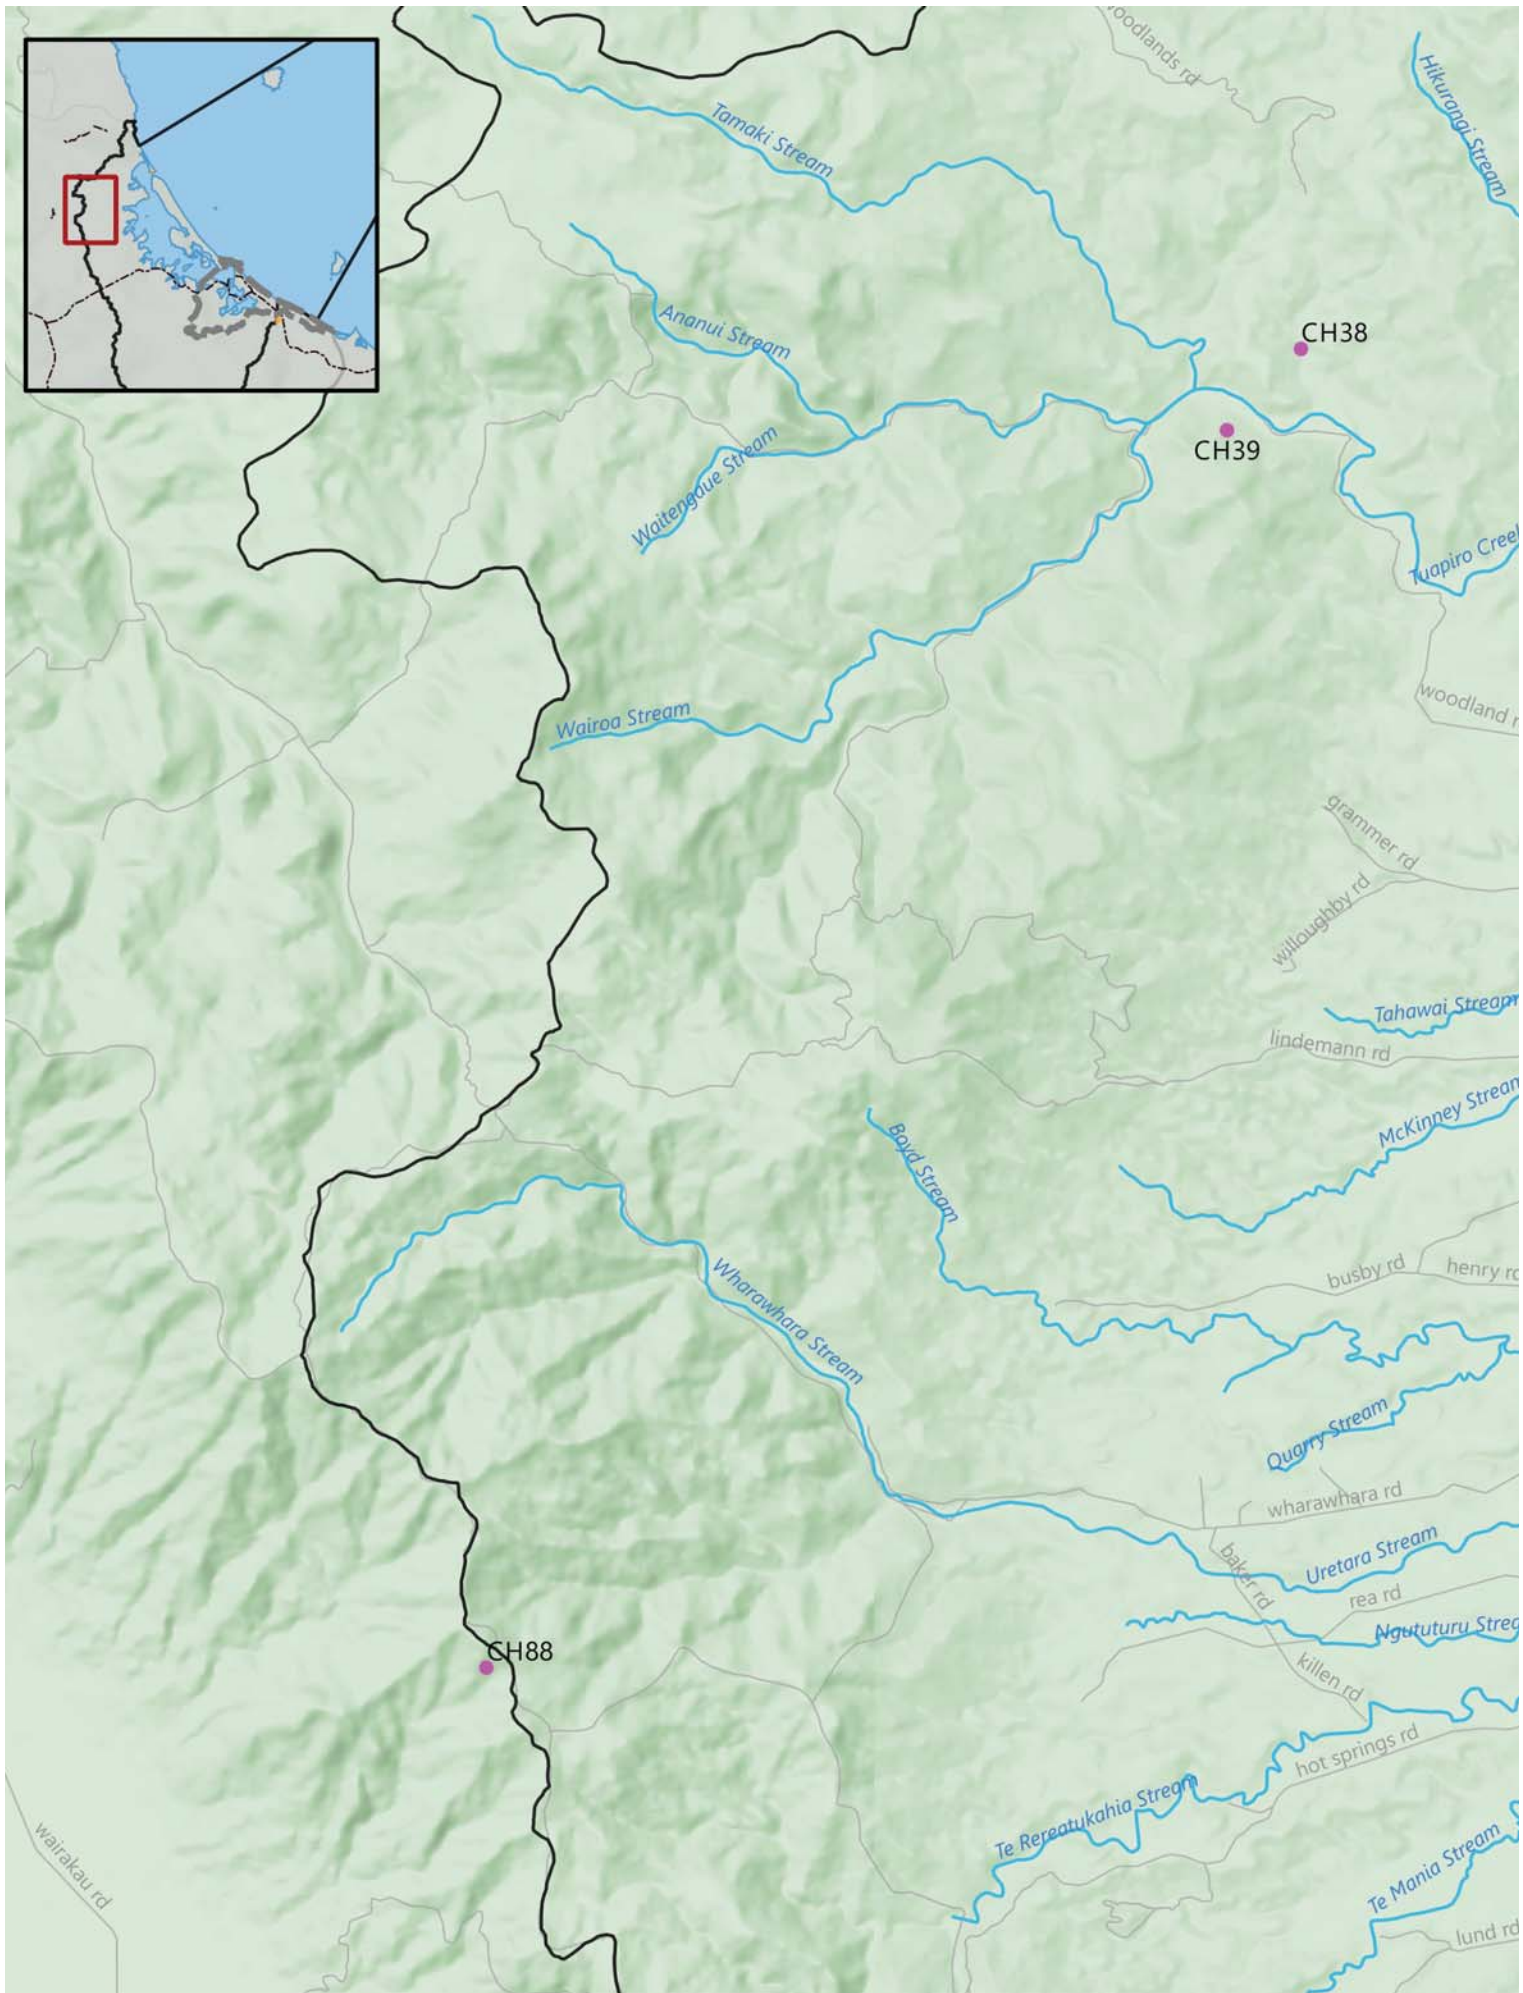 woodlands rd
Hikurangi Stream
Tamaki Stream
Ananui Stream
CH38
CH39
Waitengaue Stream
Tuapiro Creek
Wairoa Stream
woodland r
grammer rd
willoughby rd
Tahawai Stream
lindemann rd
McKinney Stream
Boyd Stream
busby rd
henry rd
Wharawhara Stream
Quarry Stream
wharawhara rd
Uretara Stream
baker rd
rea rd
Ngututuru Strea
CH88
killen rd
hot springs rd
Te Rereatukahia Stream
wairakau rd
Te Mania Stream
lund rd